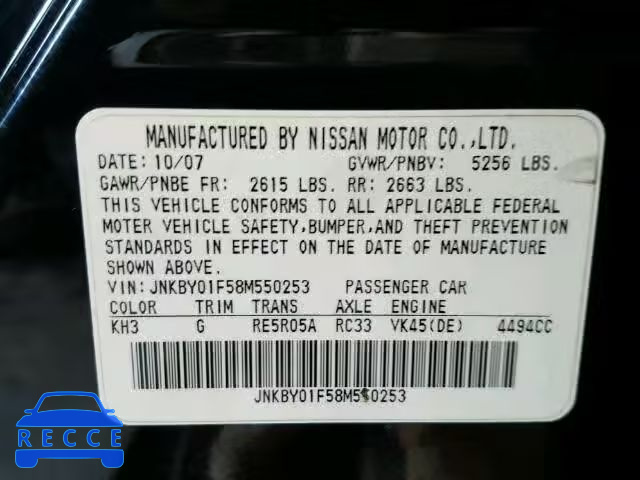 MANUFACTURED BY NISSAN MOTOR CO.,LTD.
DATE: 10/07 GVWR/PNBV: 5256 LBS.
GAWR/PNBE FR: 2615 LBS. RR: 2663 LBS.
THIS VEHICLE CONFORMS TO ALL APPLICABLE FEDERAL
MOTOR VEHICLE SAFETY,BUMPER,AND THEFT PREVENTION
STANDARDS IN EFFECT ON THE DATE OF MANUFACTURE
SHOWN ABOVE.
VIN: JNKBY01F58M550253 PASSENGER CAR
COLOR TRIM TRANS AXLE ENGINE
KH3 G RE5R05A RC33 VK45(DE) 4494CC
JNKBY01F58M550253
RECCE